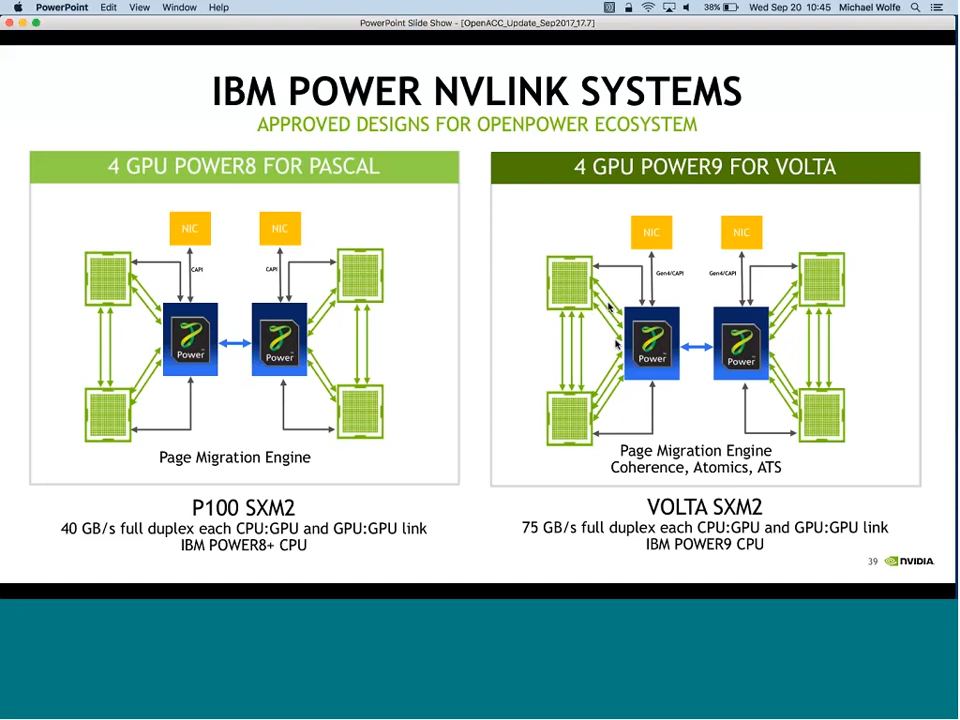 PowerPoint Edit View Window Help 38% Wed Sep 20 10:45 Michael Wolfe
PowerPoint Slide Show - [OpenACC_Update_Sep2017_17.7]
IBM POWER NVLINK SYSTEMS
APPROVED DESIGNS FOR OPENPOWER ECOSYSTEM
4 GPU POWER8 FOR PASCAL
NIC NIC
CAPI CAPI
Power Power
Page Migration Engine
P100 SXM2
40 GB/s full duplex each CPU:GPU and GPU:GPU link
IBM POWER8+ CPU
4 GPU POWER9 FOR VOLTA
NIC NIC
Gen4/CAPI Gen4/CAPI
Power Power
Page Migration Engine
Coherence, Atomics, ATS
VOLTA SXM2
75 GB/s full duplex each CPU:GPU and GPU:GPU link
IBM POWER9 CPU
39 NVIDIA